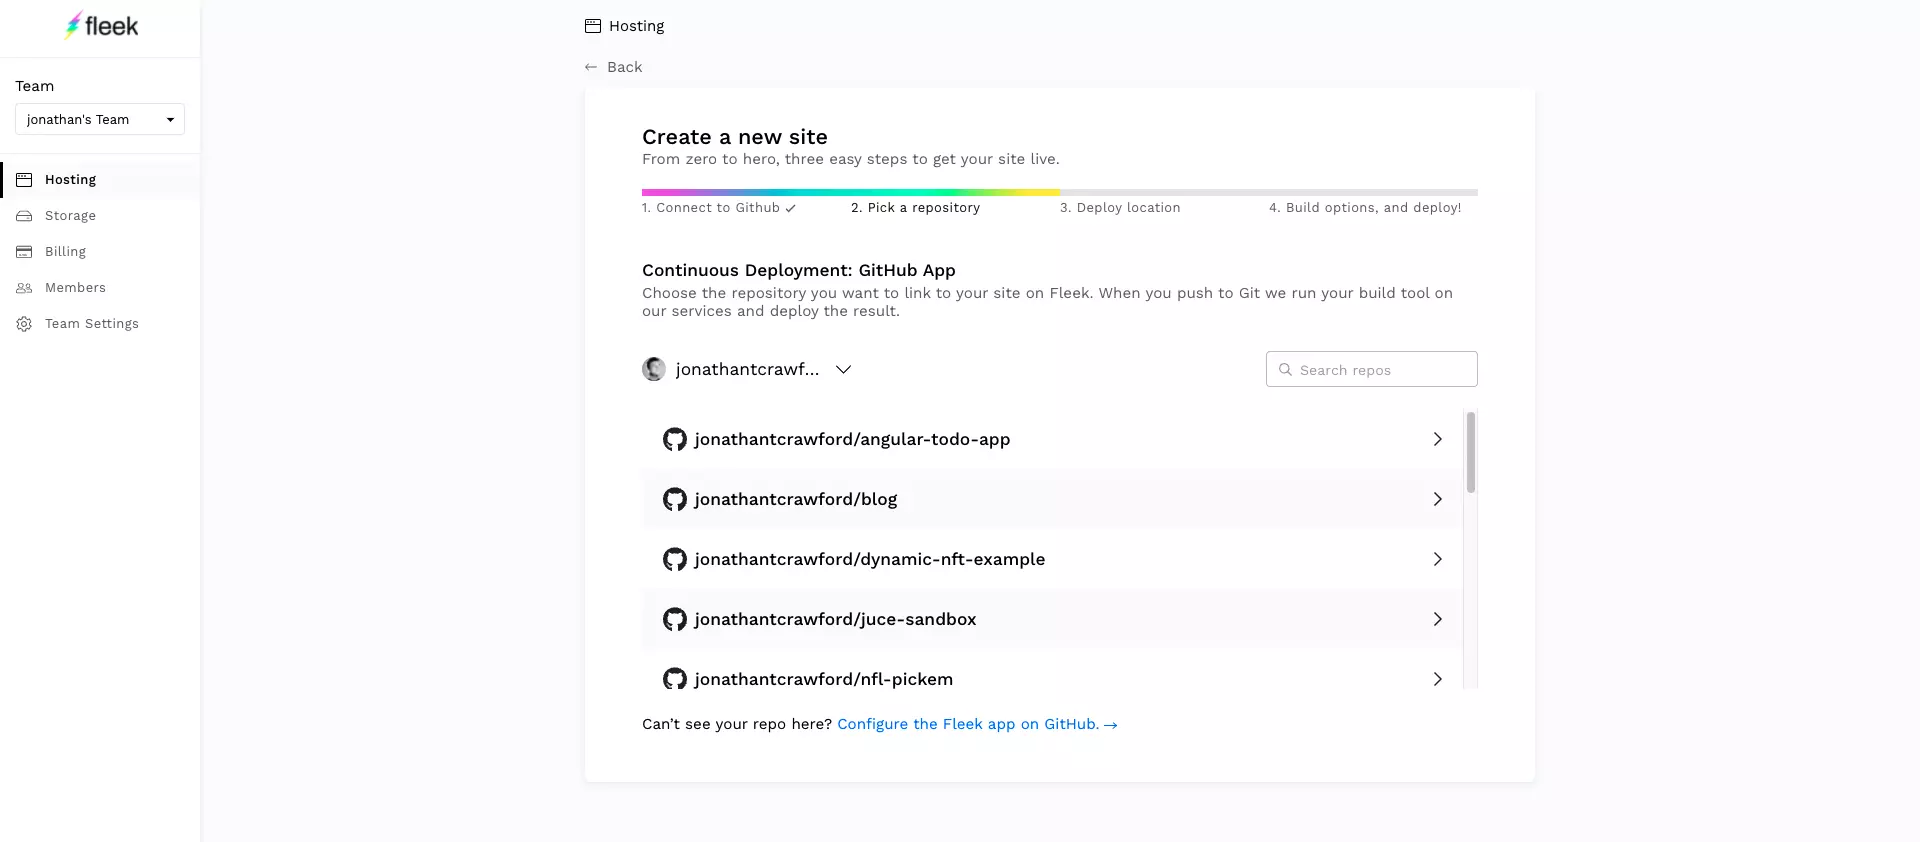 fleek
Team
jonathan's Team
Hosting
Storage
Billing
Members
Team Settings
Hosting
← Back
Create a new site
From zero to hero, three easy steps to get your site live.
1. Connect to Github ✓
2. Pick a repository
3. Deploy location
4. Build options, and deploy!
Continuous Deployment: GitHub App
Choose the repository you want to link to your site on Fleek. When you push to Git we run your build tool on
our services and deploy the result.
jonathantcrawf...
Search repos
jonathantcrawford/angular-todo-app
jonathantcrawford/blog
jonathantcrawford/dynamic-nft-example
jonathantcrawford/juce-sandbox
jonathantcrawford/nfl-pickem
Can't see your repo here? Configure the Fleek app on GitHub. →